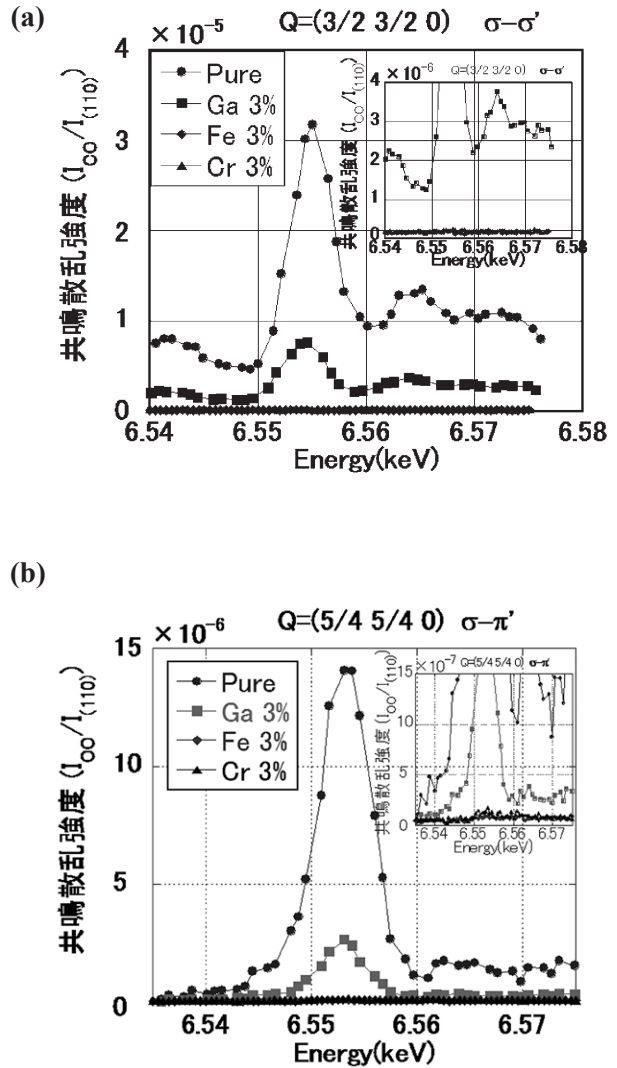 (a)
× 10⁻⁵ Q=(3/2 3/2 0) σ−σ'
共鳴散乱強度 (I_CO/I_(110))
4
3
2
1
0
Pure
Ga 3%
Fe 3%
Cr 3%
× 10⁻⁶ Q=(3/2 3/2 0) σ−σ'
共鳴散乱強度 (I_CO/I_(110))
4
3
2
1
0
6.54 6.55 6.56 6.57 6.58
Energy(keV)
6.54 6.55 6.56 6.57 6.58
Energy(keV)
(b)
× 10⁻⁶ Q=(5/4 5/4 0) σ−π'
共鳴散乱強度 (I_OO/I_(110))
15
10
5
0
Pure
Ga 3%
Fe 3%
Cr 3%
× 10⁻⁷ Q=(5/4 5/4 0) σ−π'
共鳴散乱強度 (I_OO/I_(110))
15
10
5
0
6.54 6.55 6.56 6.57
Energy(keV)
6.54 6.55 6.56 6.57
Energy(keV)